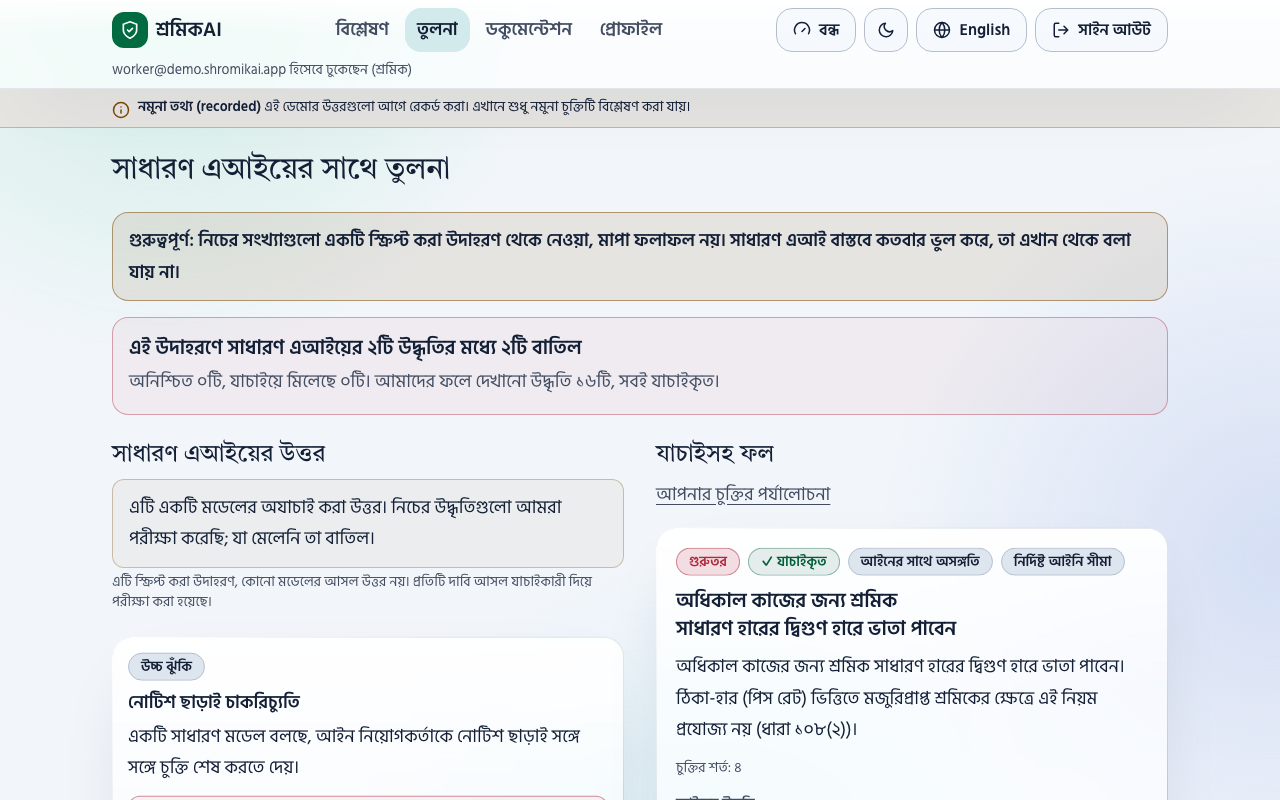 শ্রমিকAI
বিশ্লেষণ
তুলনা
ডকুমেন্টেশন
প্রোফাইল
বন্ধ
English
সাইন আউট
worker@demo.shromikai.app হিসেবে ঢুকেছেন (শ্রমিক)
নমুনা তথ্য (recorded) এই ডেমোর উত্তরগুলো আগে রেকর্ড করা। এখানে শুধু নমুনা চুক্তিটি বিশ্লেষণ করা যায়।
সাধারণ এআইয়ের সাথে তুলনা
গুরুত্বপূর্ণ: নিচের সংখ্যাগুলো একটি স্ক্রিপ্ট করা উদাহরণ থেকে নেওয়া, মাপা ফলাফল নয়। সাধারণ এআই বাস্তবে কতবার ভুল করে, তা এখান থেকে বলা
যায় না।
এই উদাহরণে সাধারণ এআইয়ের ২টি উদ্ধৃতির মধ্যে ২টি বাতিল
অনিশ্চিত ০টি, যাচাইয়ে মিলেছে ০টি। আমাদের ফলে দেখানো উদ্ধৃতি ১৬টি, সবই যাচাইকৃত।
সাধারণ এআইয়ের উত্তর
এটি একটি মডেলের অযাচাই করা উত্তর। নিচের উদ্ধৃতিগুলো আমরা
পরীক্ষা করেছি; যা মেলেনি তা বাতিল।
এটি স্ক্রিপ্ট করা উদাহরণ, কোনো মডেলের আসল উত্তর নয়। প্রতিটি দাবি আসল যাচাইকারী দিয়ে
পরীক্ষা করা হয়েছে।
উচ্চ ঝুঁকি
নোটিশ ছাড়াই চাকরিচ্যুতি
একটি সাধারণ মডেল বলছে, আইন নিয়োগকর্তাকে নোটিশ ছাড়াই সঙ্গে
সঙ্গে চুক্তি শেষ করতে দেয়।
যাচাইসহ ফল
আপনার চুক্তির পর্যালোচনা
গুরুতর
যাচাইকৃত
আইনের সাথে অসঙ্গতি
নির্দিষ্ট আইনি সীমা
অধিকাল কাজের জন্য শ্রমিক
সাধারণ হারের দ্বিগুণ হারে ভাতা পাবেন
অধিকাল কাজের জন্য শ্রমিক সাধারণ হারের দ্বিগুণ হারে ভাতা পাবেন।
ঠিকা-হার (পিস রেট) ভিত্তিতে মজুরিপ্রাপ্ত শ্রমিকের ক্ষেত্রে এই নিয়ম
প্রযোজ্য নয় (ধারা ১০৮(২))।
চুক্তির শর্ত: ৪